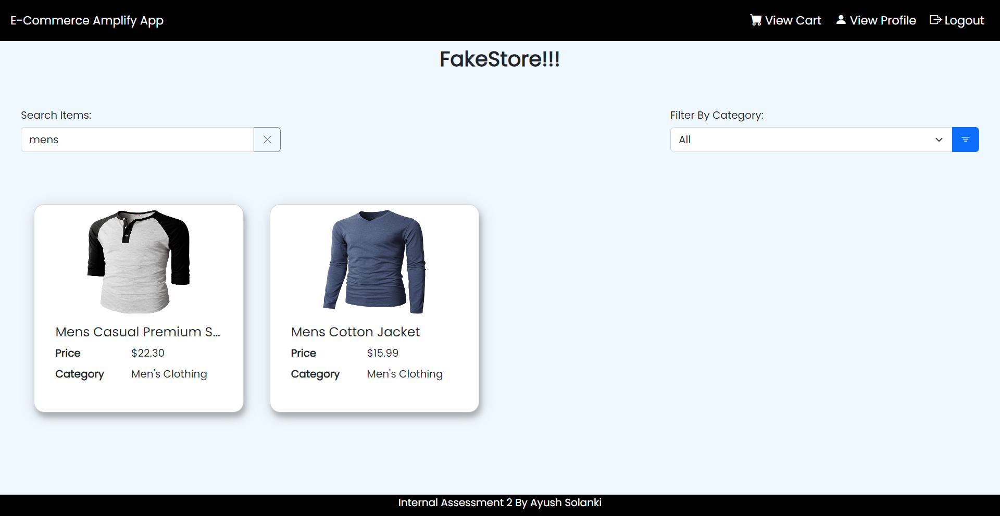 E-Commerce Amplify App
View Cart
View Profile
Logout
FakeStore!!!
Search Items:
mens
Filter By Category:
All
Mens Casual Premium S...
Price $22.30
Category Men's Clothing
Mens Cotton Jacket
Price $15.99
Category Men's Clothing
Internal Assessment 2 By Ayush Solanki